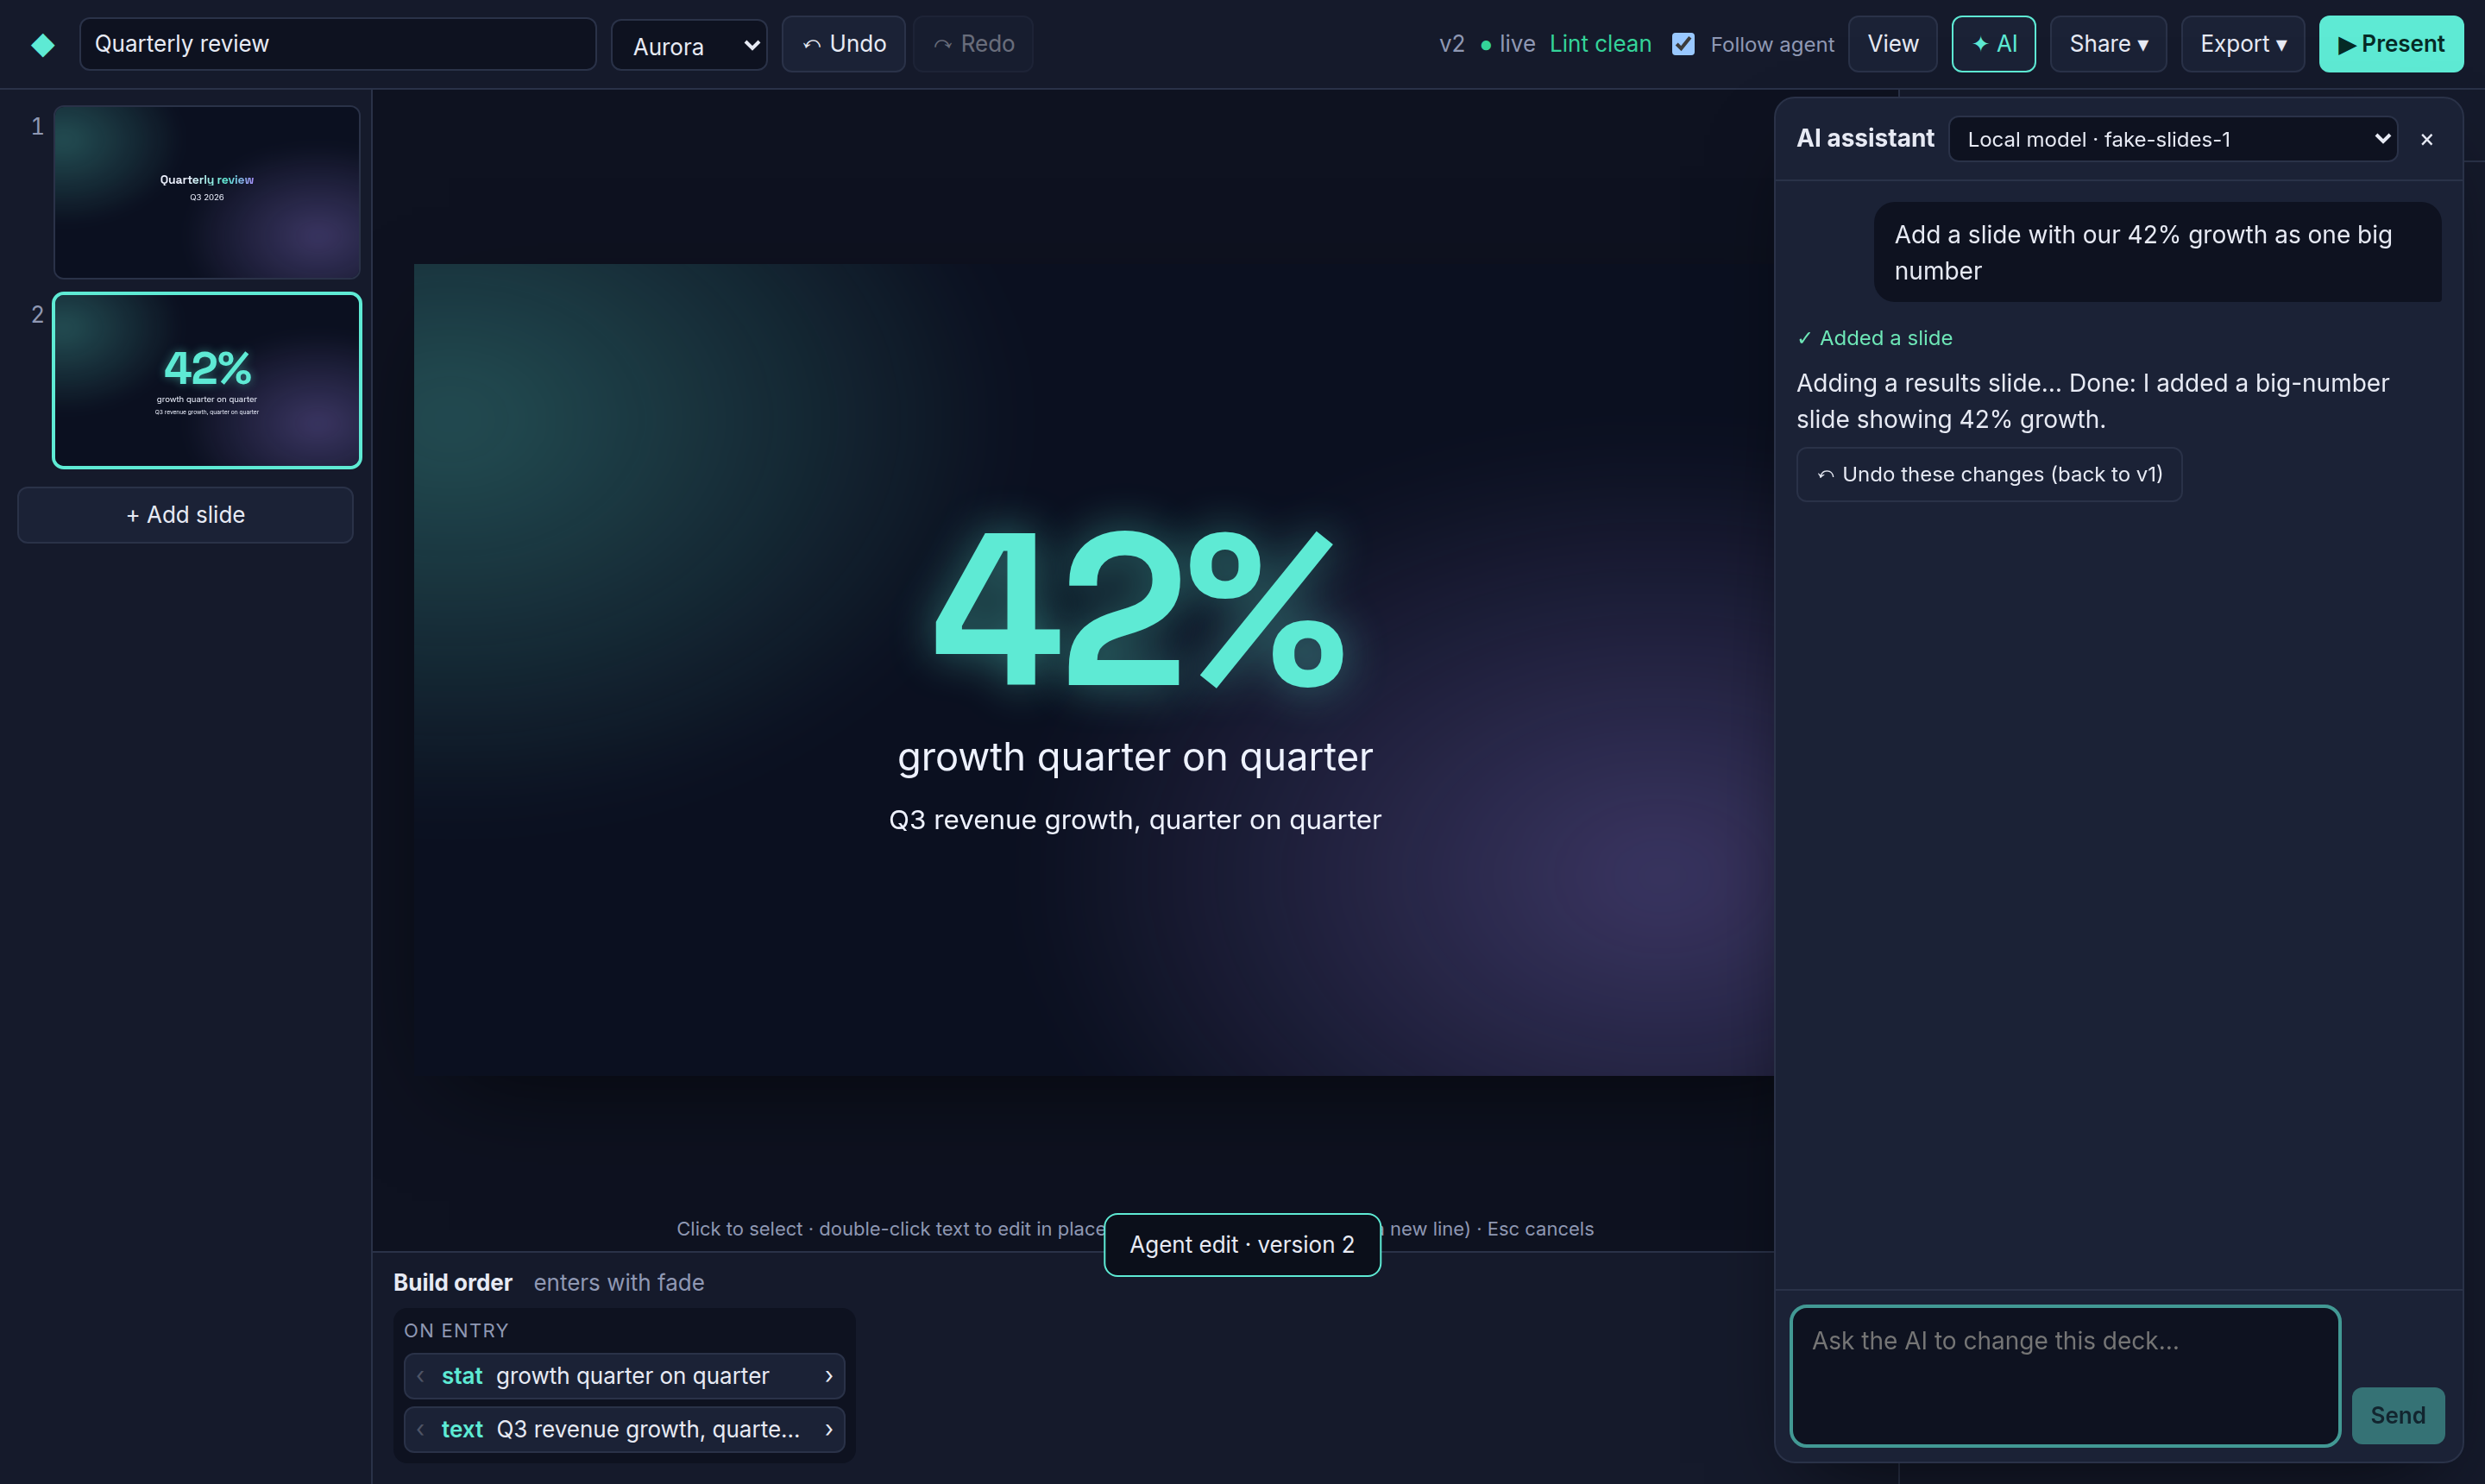 Quarterly review
Aurora
Undo
Redo
v2
live
Lint clean
Follow agent
View
AI
Share
Export
Present
1
Quarterly review
Q3 2026
2
42%
growth quarter on quarter
Q3 revenue growth, quarter on quarter
+ Add slide
42%
growth quarter on quarter
Q3 revenue growth, quarter on quarter
Click to select · double-click text to edit in place
new line) · Esc cancels
Agent edit · version 2
Build order
enters with fade
ON ENTRY
stat growth quarter on quarter
text Q3 revenue growth, quarte...
AI assistant
Local model · fake-slides-1
×
Add a slide with our 42% growth as one big
number
✓ Added a slide
Adding a results slide... Done: I added a big-number
slide showing 42% growth.
Undo these changes (back to v1)
Ask the AI to change this deck...
Send